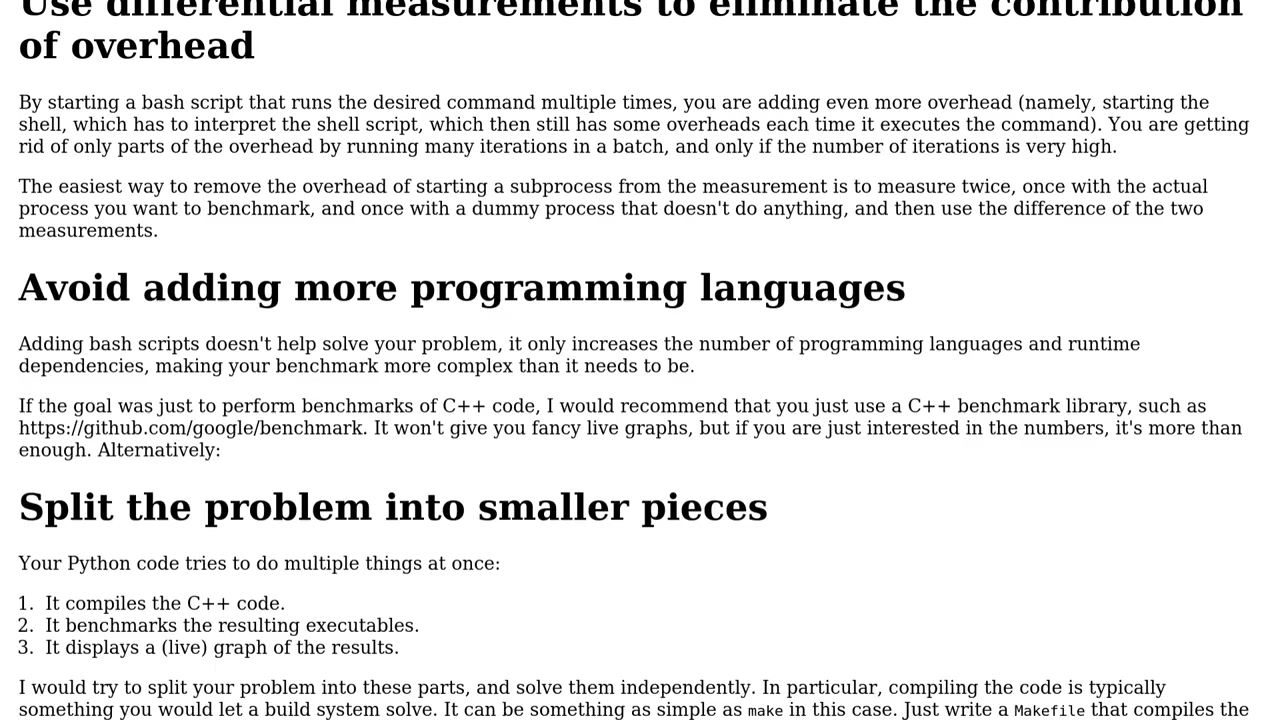 Use differential measurements to eliminate the contribution
of overhead
By starting a bash script that runs the desired command multiple times, you are adding even more overhead (namely, starting the
shell, which has to interpret the shell script, which then still has some overheads each time it executes the command). You are getting
rid of only parts of the overhead by running many iterations in a batch, and only if the number of iterations is very high.
The easiest way to remove the overhead of starting a subprocess from the measurement is to measure twice, once with the actual
process you want to benchmark, and once with a dummy process that doesn't do anything, and then use the difference of the two
measurements.
Avoid adding more programming languages
Adding bash scripts doesn't help solve your problem, it only increases the number of programming languages and runtime
dependencies, making your benchmark more complex than it needs to be.
If the goal was just to perform benchmarks of C++ code, I would recommend that you just use a C++ benchmark library, such as
https://github.com/google/benchmark. It won't give you fancy live graphs, but if you are just interested in the numbers, it's more than
enough. Alternatively:
Split the problem into smaller pieces
Your Python code tries to do multiple things at once:
1. It compiles the C++ code.
2. It benchmarks the resulting executables.
3. It displays a (live) graph of the results.
I would try to split your problem into these parts, and solve them independently. In particular, compiling the code is typically
something you would let a build system solve. It can be something as simple as make in this case. Just write a Makefile that compiles the